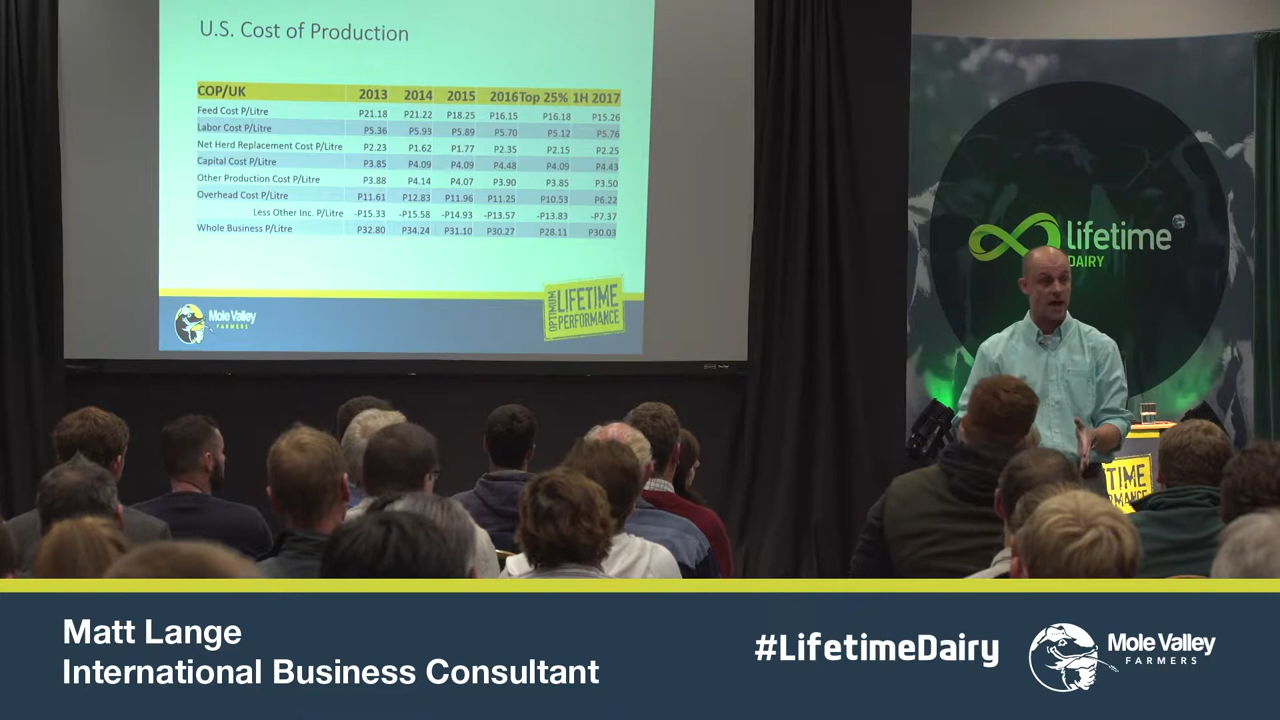 U.S. Cost of Production
COP/UK 2013 2014 2015 2016 Top 25% 1H 2017
Feed Cost P/Litre P21.18 P21.22 P18.25 P16.15 P16.18 P15.26
Labor Cost P/Litre P5.36 P5.93 P5.89 P5.70 P5.12 P5.76
Net Herd Replacement Cost P/Litre P2.23 P1.62 P1.77 P2.35 P2.15 P2.25
Capital Cost P/Litre P3.85 P4.09 P4.09 P4.48 P4.09 P4.43
Other Production Cost P/Litre P3.88 P4.14 P4.07 P3.90 P3.85 P3.50
Overhead Cost P/Litre P11.61 P12.83 P11.96 P11.25 P10.53 P6.22
Less Other Inc. P/Litre -P15.33 -P15.58 -P14.93 -P13.57 -P13.83 -P7.37
Whole Business P/Litre P32.80 P34.24 P31.10 P30.27 P28.11 P30.03
Mole Valley
FARMERS
OPTIMUM
LIFETIME
PERFORMANCE
lifetime
DAIRY
TIME
MANCE
Matt Lange
International Business Consultant
#LifetimeDairy
Mole Valley
FARMERS